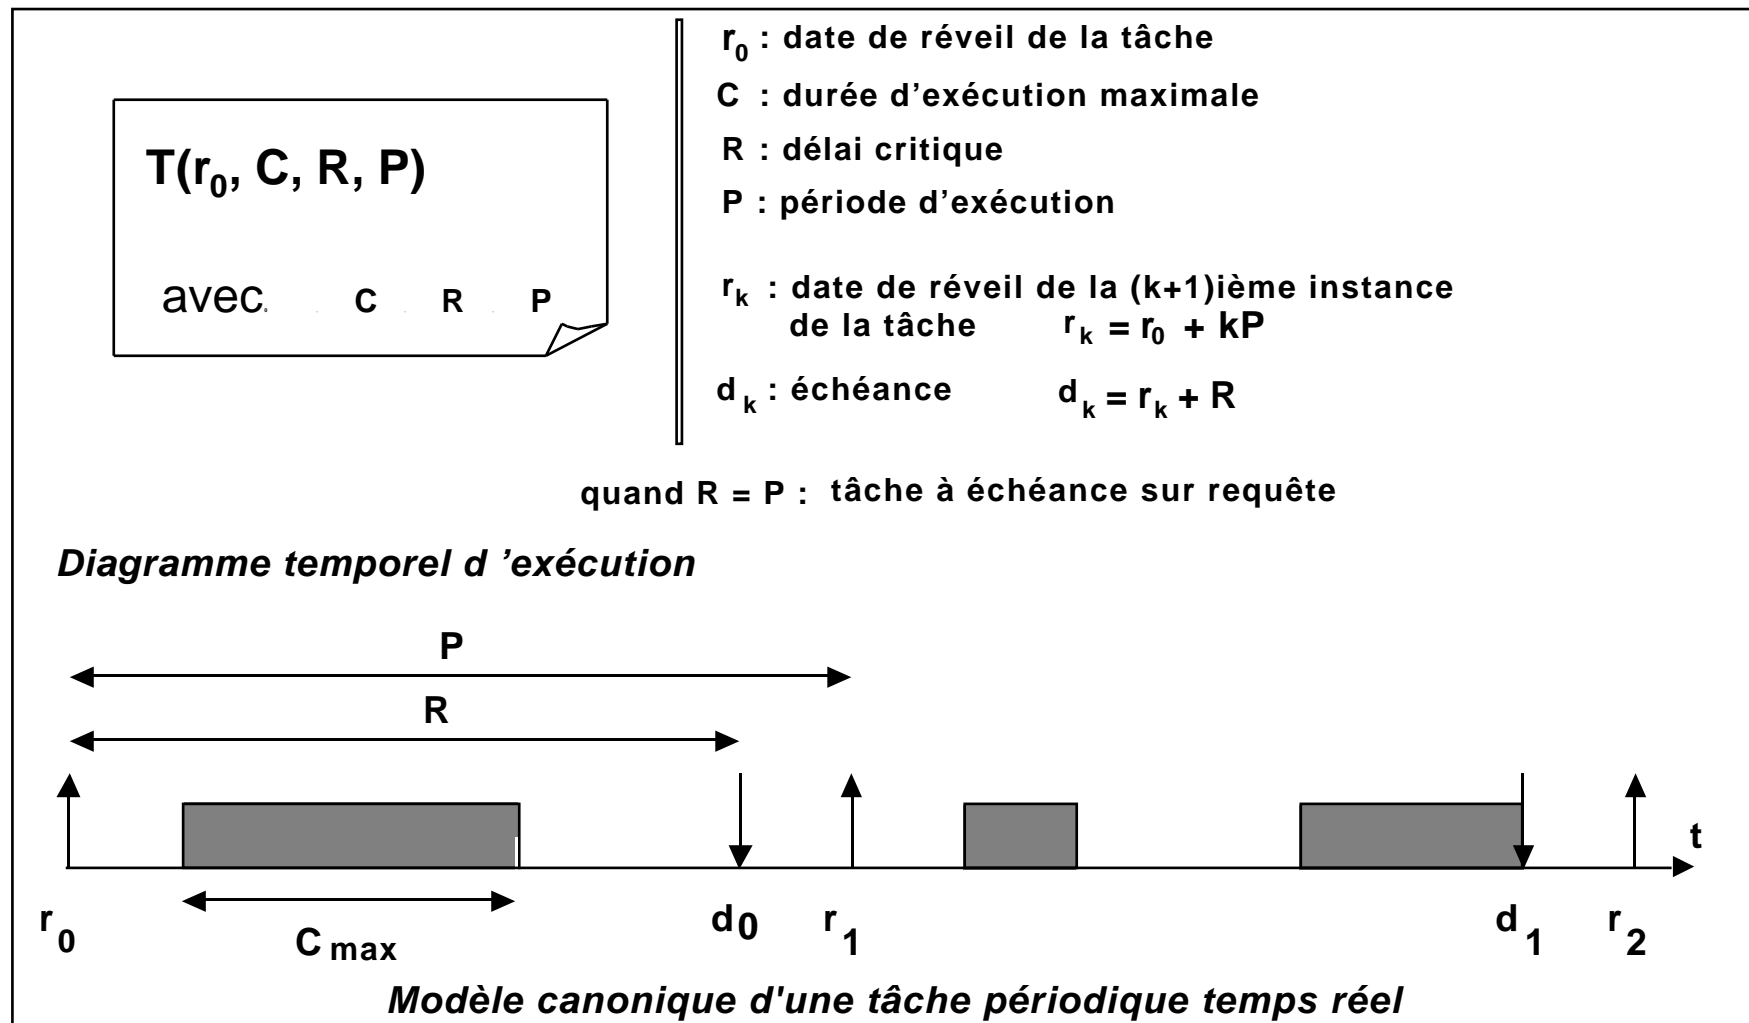 T(r0, C, R, P)
avec C R P
r0 : date de réveil de la tâche
C : durée d’exécution maximale
R : délai critique
P : période d’exécution
rk : date de réveil de la (k+1)ième instance
de la tâche rk = r0 + kP
dk : échéance dk = rk + R
quand R = P : tâche à échéance sur requête
Diagramme temporel d ’exécution
P
R
t
r0 Cmax d0 r1 d1 r2
Modèle canonique d'une tâche périodique temps réel